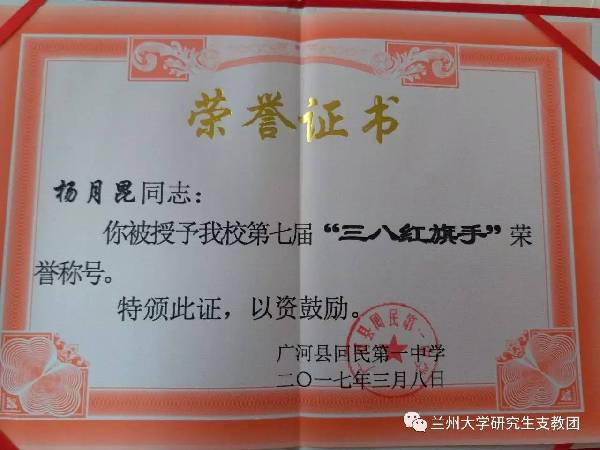 荣誉证书
杨月昆同志：
你被授予我校第七届“三八红旗手”荣
誉称号。
特颁此证，以资鼓励。
广河县回民第一中学
二〇一七年三月八日
兰州大学研究生支教团